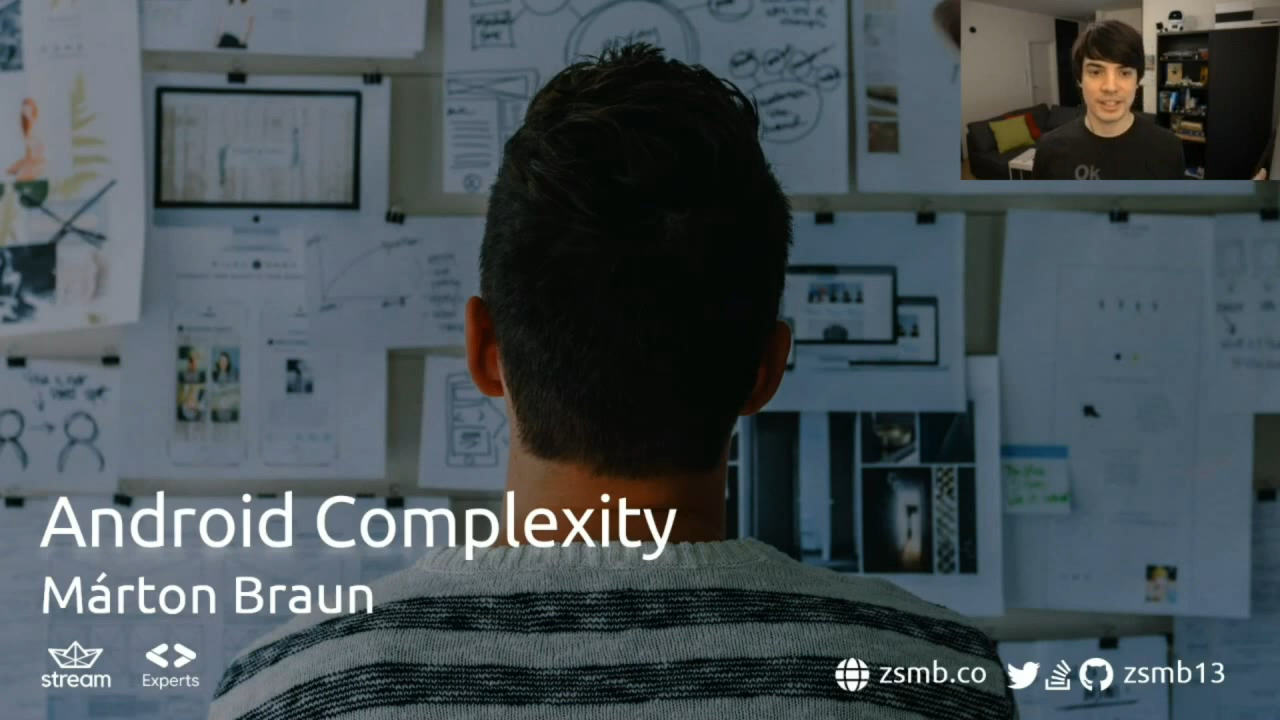 Ok
Android Complexity
Márton Braun
stream
<> Experts
zsmb.co
zsmb13